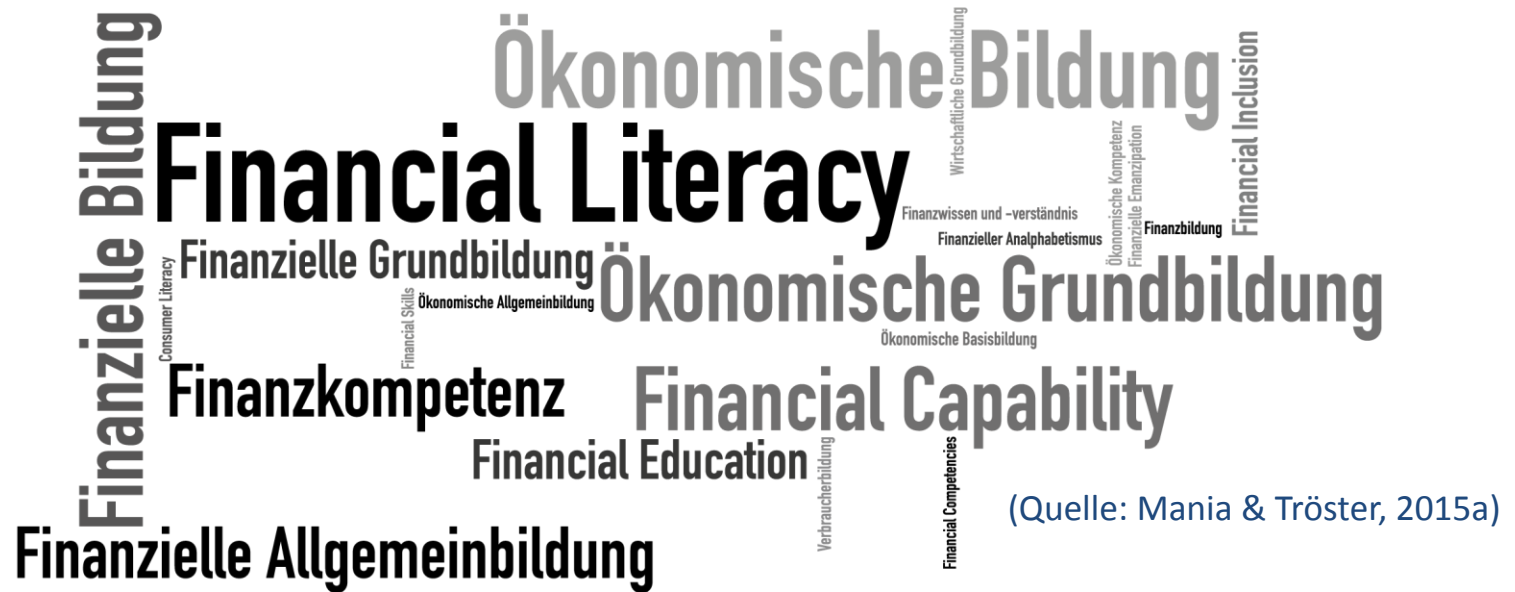 Finanzielle Bildung
Ökonomische Bildung
Wirtschaftliche Grundbildung
Financial Inclusion
Financial Literacy
Ökonomische Kompetenz
Finanzielle Emanzipation
Finanzwissen und -verständnis
Finanzbildung
Finanzieller Analphabetismus
Finanzielle Grundbildung
Ökonomische Grundbildung
Consumer Literacy
Financial Skills
Ökonomische Allgemeinbildung
Ökonomische Basisbildung
Finanzkompetenz
Financial Capability
Financial Education
Verbraucherbildung
Financial Competencies
(Quelle: Mania & Tröster, 2015a)
Finanzielle Allgemeinbildung